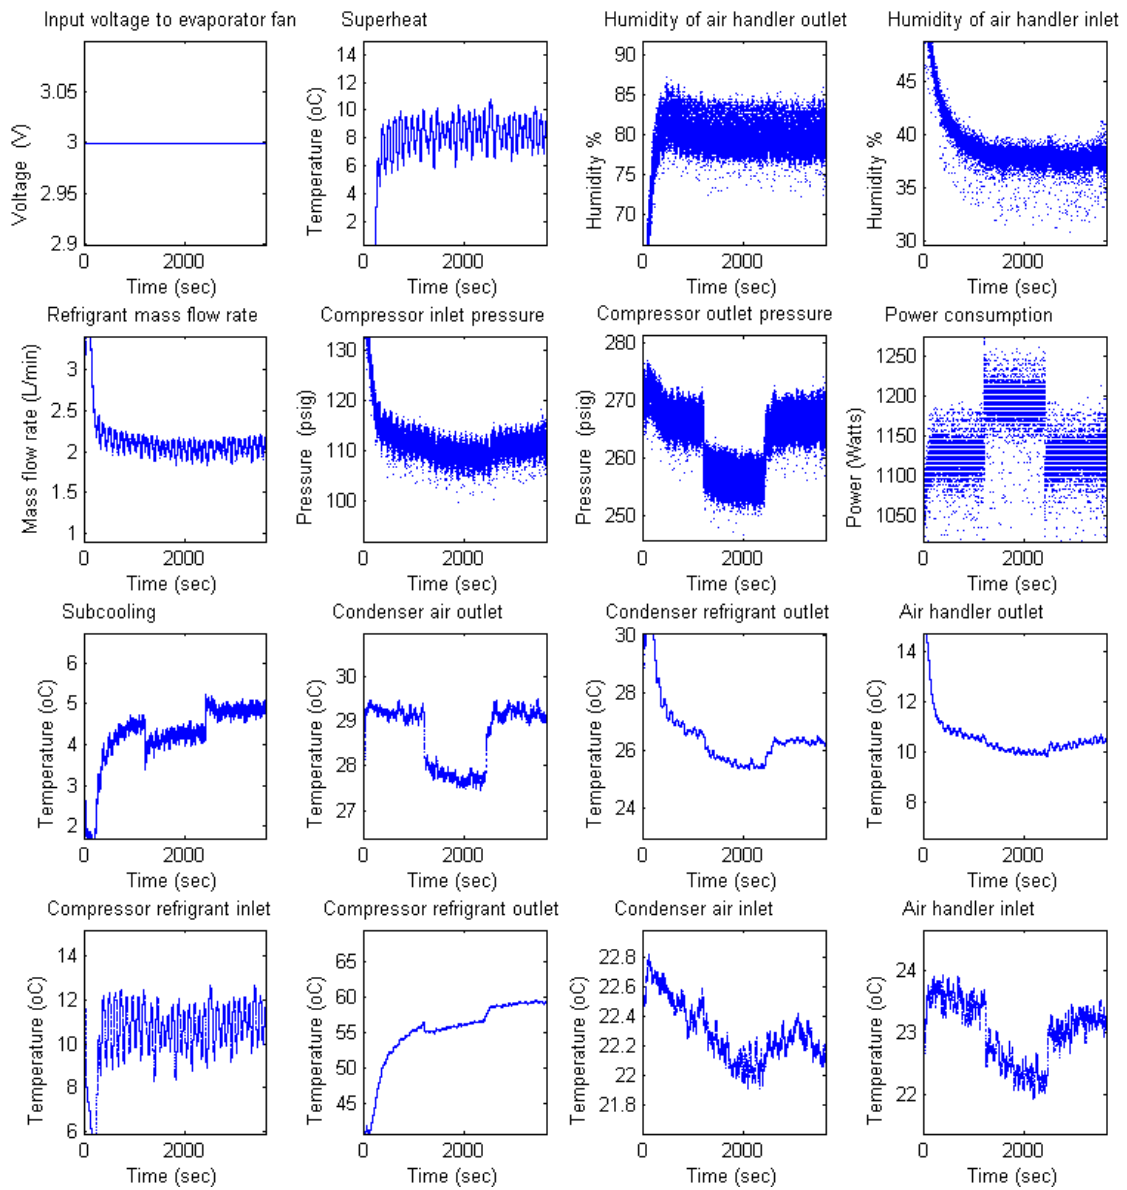 Input voltage to evaporator fan
Superheat
Humidity of air handler outlet
Humidity of air handler inlet
Voltage (V)
3.05
3
2.95
2.9
0
2000
Time (sec)
Temperature (oC)
14
12
10
8
6
4
2
0
2000
Time (sec)
Humidity %
90
85
80
75
70
0
2000
Time (sec)
Humidity %
45
40
35
30
0
2000
Time (sec)
Refrigrant mass flow rate
Compressor inlet pressure
Compressor outlet pressure
Power consumption
Mass flow rate (L/min)
3
2.5
2
1.5
1
0
2000
Time (sec)
Pressure (psig)
130
120
110
100
0
2000
Time (sec)
Pressure (psig)
280
270
260
250
0
2000
Time (sec)
Power (Watts)
1250
1200
1150
1100
1050
0
2000
Time (sec)
Subcooling
Condenser air outlet
Condenser refrigrant outlet
Air handler outlet
Temperature (oC)
6
5
4
3
2
0
2000
Time (sec)
Temperature (oC)
30
29
28
27
0
2000
Time (sec)
Temperature (oC)
30
28
26
24
0
2000
Time (sec)
Temperature (oC)
14
12
10
8
0
2000
Time (sec)
Compressor refrigrant inlet
Compressor refrigrant outlet
Condenser air inlet
Air handler inlet
Temperature (oC)
14
12
10
8
6
0
2000
Time (sec)
Temperature (oC)
65
60
55
50
45
0
2000
Time (sec)
Temperature (oC)
22.8
22.6
22.4
22.2
22
21.8
0
2000
Time (sec)
Temperature (oC)
24
23
22
0
2000
Time (sec)